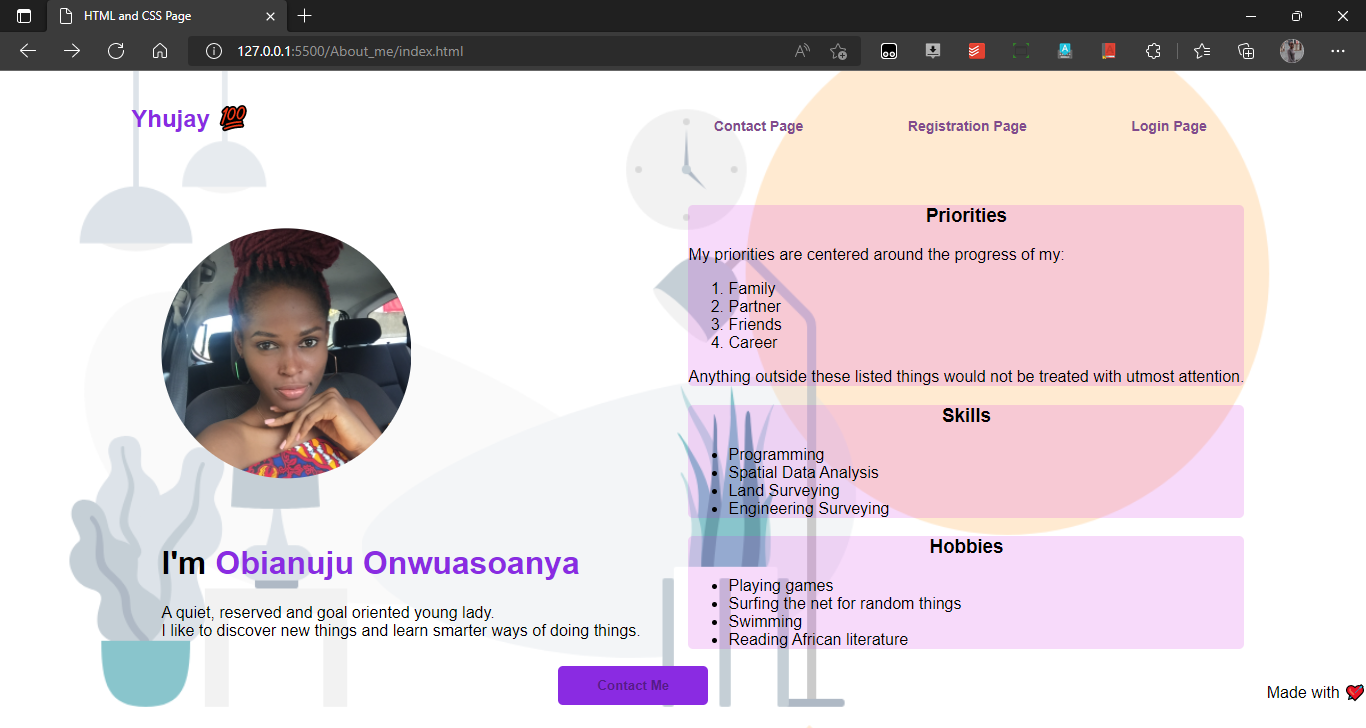 HTML and CSS Page
127.0.0.1:5500/About_me/index.html
Yhujay 💯
Contact Page
Registration Page
Login Page
I'm Obianuju Onwuasoanya
A quiet, reserved and goal oriented young lady.
I like to discover new things and learn smarter ways of doing things.
Priorities
My priorities are centered around the progress of my:
1. Family
2. Partner
3. Friends
4. Career
Anything outside these listed things would not be treated with utmost attention.
Skills
• Programming
• Spatial Data Analysis
• Land Surveying
• Engineering Surveying
Hobbies
• Playing games
• Surfing the net for random things
• Swimming
• Reading African literature
Contact Me
Made with 💖